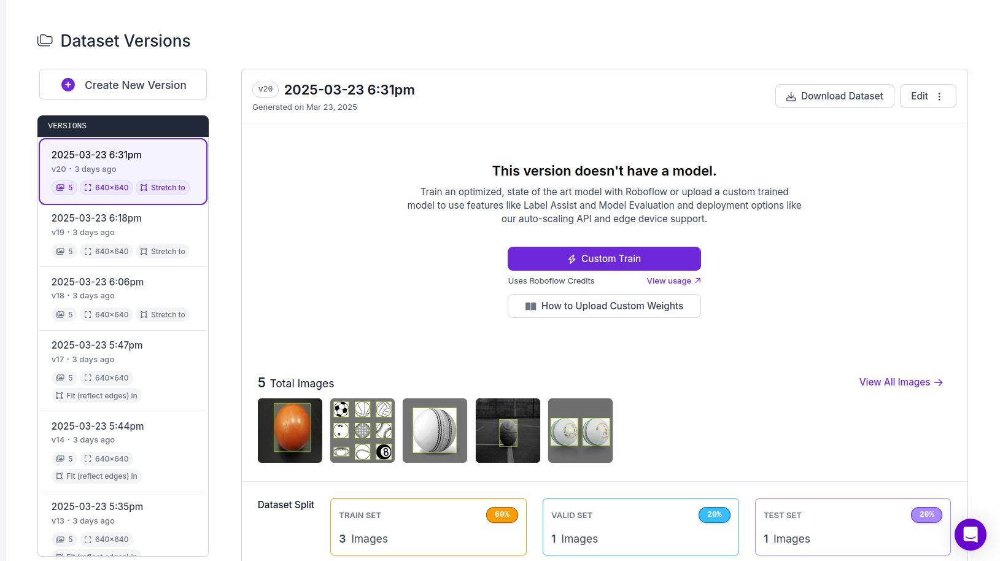 Dataset Versions
Create New Version
VERSIONS
2025-03-23 6:31pm
v20 · 3 days ago
5 640×640 Stretch to
2025-03-23 6:18pm
v19 · 3 days ago
5 640×640 Stretch to
2025-03-23 6:06pm
v18 · 3 days ago
5 640×640 Stretch to
2025-03-23 5:47pm
v17 · 3 days ago
5 640×640
Fit (reflect edges) in
2025-03-23 5:44pm
v14 · 3 days ago
5 640×640
Fit (reflect edges) in
2025-03-23 5:35pm
v13 · 3 days ago
5 640×640
Fit (reflect edges) in
v20 2025-03-23 6:31pm
Generated on Mar 23, 2025
Download Dataset
Edit
This version doesn't have a model.
Train an optimized, state of the art model with Roboflow or upload a custom trained
model to use features like Label Assist and Model Evaluation and deployment options like
our auto-scaling API and edge device support.
Custom Train
Uses Roboflow Credits View usage ↗
How to Upload Custom Weights
5 Total Images
View All Images →
8
Dataset Split
TRAIN SET 60%
3 Images
VALID SET 20%
1 Images
TEST SET 20%
1 Images